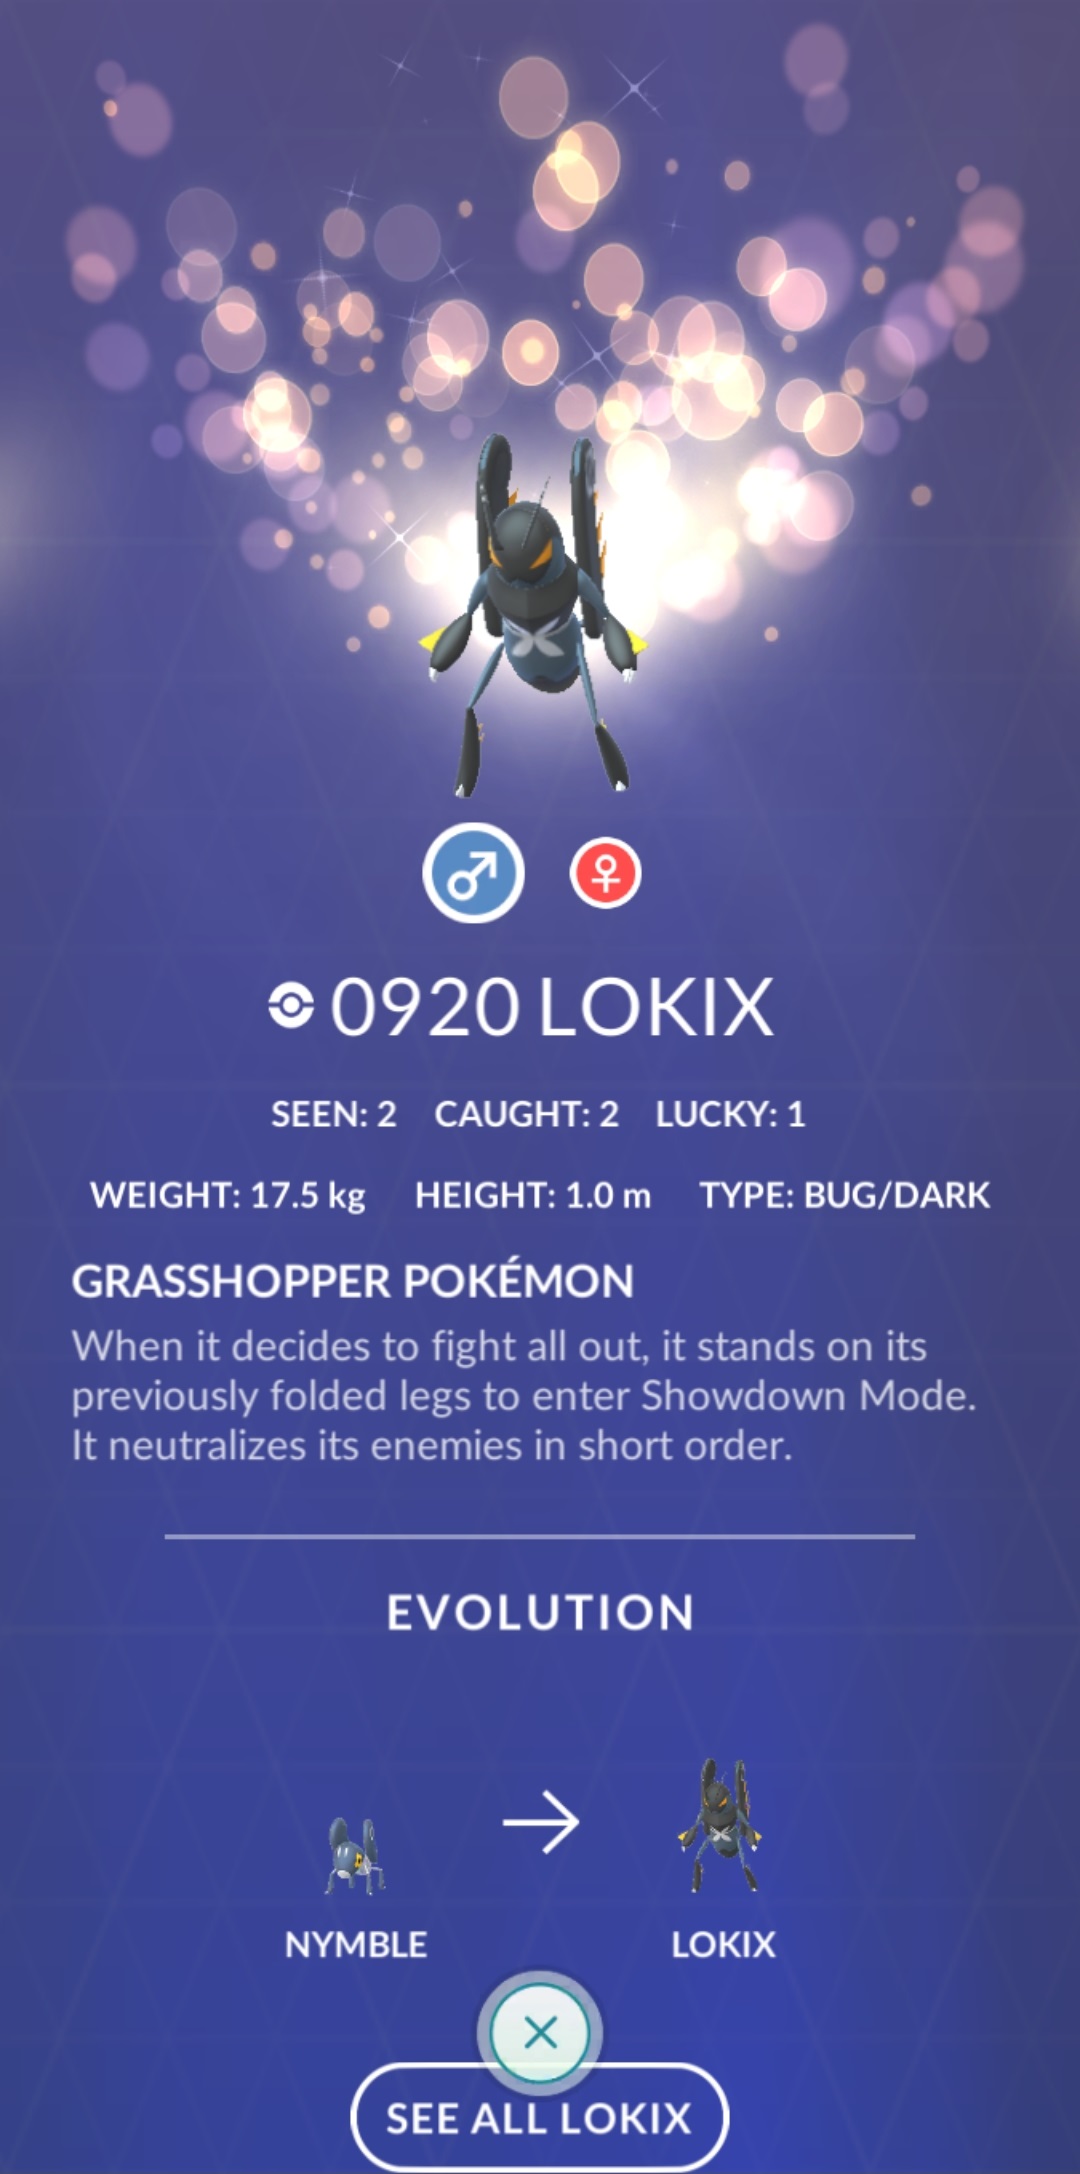 0920 LOKIX
SEEN: 2 CAUGHT: 2 LUCKY: 1
WEIGHT: 17.5 kg HEIGHT: 1.0 m TYPE: BUG/DARK
GRASSHOPPER POKÉMON
When it decides to fight all out, it stands on its
previously folded legs to enter Showdown Mode.
It neutralizes its enemies in short order.
EVOLUTION
NYMBLE LOKIX
SEE ALL LOKIX